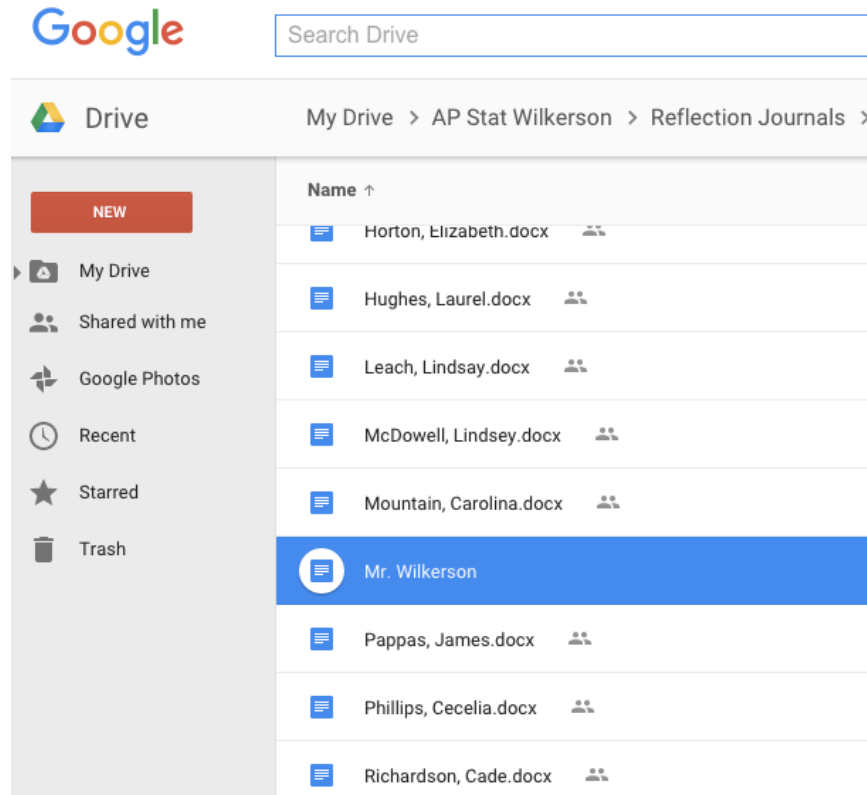 Google
Search Drive
Drive
My Drive > AP Stat Wilkerson > Reflection Journals >
NEW
My Drive
Shared with me
Google Photos
Recent
Starred
Trash
Name ↑
Horton, Elizabeth.docx
Hughes, Laurel.docx
Leach, Lindsay.docx
McDowell, Lindsey.docx
Mountain, Carolina.docx
Mr. Wilkerson
Pappas, James.docx
Phillips, Cecelia.docx
Richardson, Cade.docx